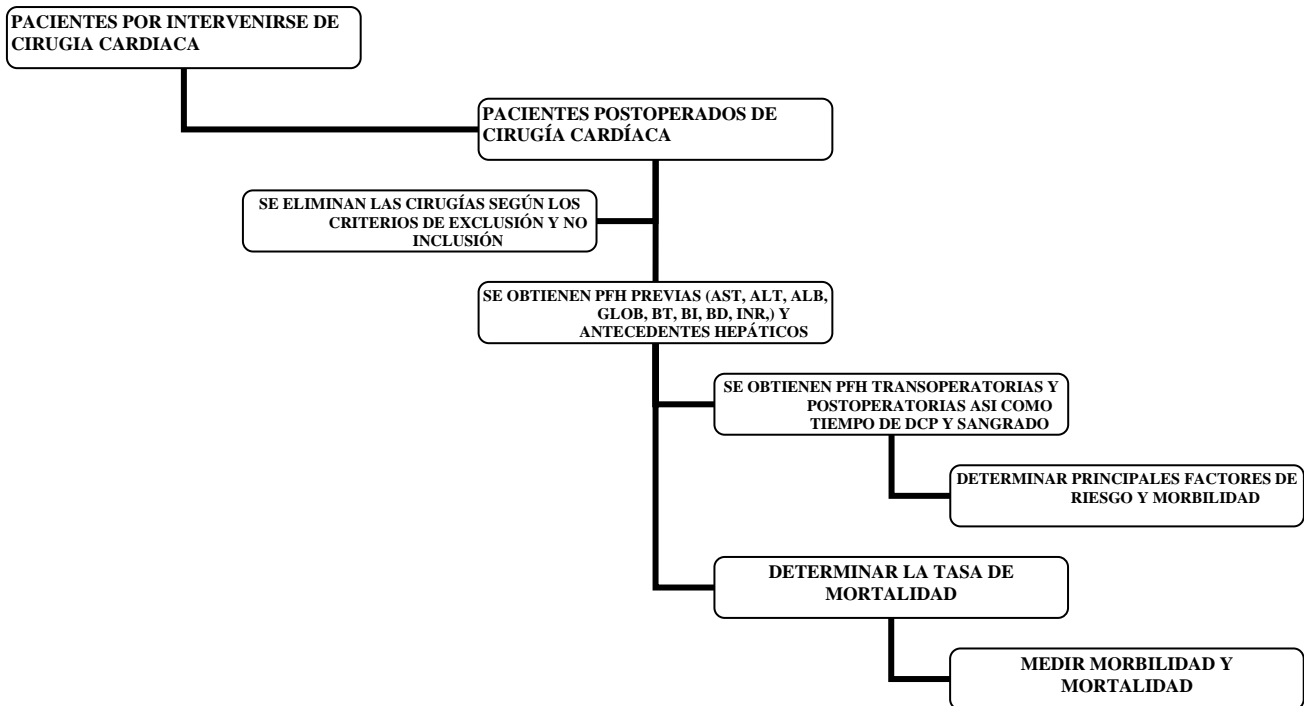 PACIENTES POR INTERVENIRSE DE
CIRUGIA CARDIACA
PACIENTES POSTOPERADOS DE
CIRUGÍA CARDÍACA
SE ELIMINAN LAS CIRUGÍAS SEGÚN LOS
CRITERIOS DE EXCLUSIÓN Y NO
INCLUSIÓN
SE OBTIENEN PFH PREVIAS (AST, ALT, ALB,
GLOB, BT, BI, BD, INR,) Y
ANTECEDENTES HEPÁTICOS
SE OBTIENEN PFH TRANSOPERATORIAS Y
POSTOPERATORIAS ASI COMO
TIEMPO DE DCP Y SANGRADO
DETERMINAR PRINCIPALES FACTORES DE
RIESGO Y MORBILIDAD
DETERMINAR LA TASA DE
MORTALIDAD
MEDIR MORBILIDAD Y
MORTALIDAD